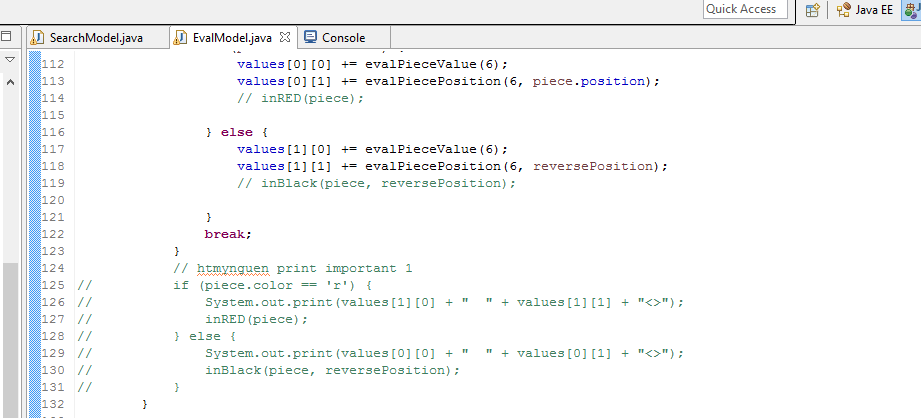 Quick Access
Java EE
SearchModel.java
EvalModel.java
Console
112 values[0][0] += evalPieceValue(6);
113 values[0][1] += evalPiecePosition(6, piece.position);
114 // inRED(piece);
115
116 } else {
117 values[1][0] += evalPieceValue(6);
118 values[1][1] += evalPiecePosition(6, reversePosition);
119 // inBlack(piece, reversePosition);
120
121 }
122 break;
123 }
124 // htmynguen print important 1
125 // if (piece.color == 'r') {
126 // System.out.print(values[1][0] + "  " + values[1][1] + "<>");
127 // inRED(piece);
128 // } else {
129 // System.out.print(values[0][0] + "  " + values[0][1] + "<>");
130 // inBlack(piece, reversePosition);
131 // }
132 }